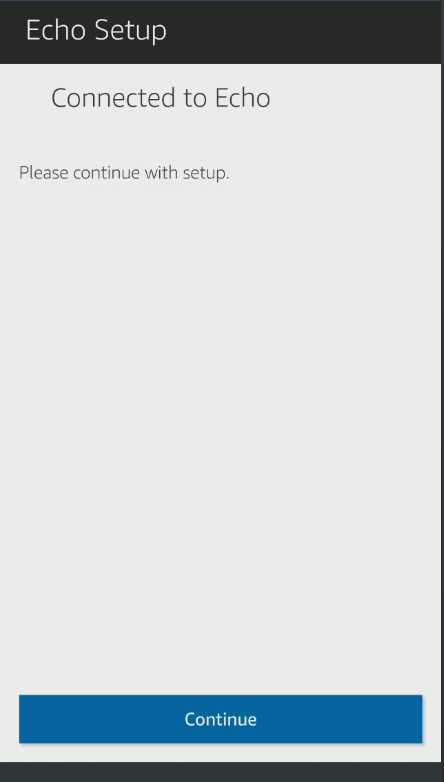 Echo Setup
Connected to Echo
Please continue with setup.
Continue